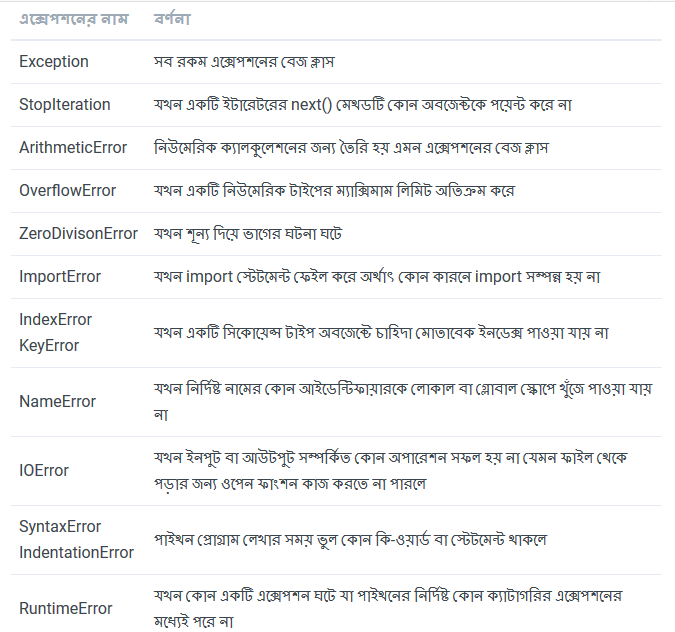 এক্সেপশনের নাম বর্ণনা
Exception সব রকম এক্সেপশনের বেজ ক্লাস
StopIteration যখন একটি ইটারেটরের next() মেথডটি কোন অবজেক্টকে পয়েন্ট করে না
ArithmeticError নিউমেরিক ক্যালকুলেশনের জন্য তৈরি হয় এমন এক্সেপশনের বেজ ক্লাস
OverflowError যখন একটি নিউমেরিক টাইপের ম্যাক্সিমাম লিমিট অতিক্রম করে
ZeroDivisonError যখন শূন্য দিয়ে ভাগের ঘটনা ঘটে
ImportError যখন import স্টেটমেন্ট ফেইল করে অর্থাৎ কোন কারনে import সম্পন্ন হয় না
IndexError
KeyError
যখন একটি সিকোয়েন্স টাইপ অবজেক্টে চাহিদা মোতাবেক ইনডেক্স পাওয়া যায় না
NameError
যখন নির্দিষ্ট নামের কোন আইডেন্টিফায়ারকে লোকাল বা গ্লোবাল স্কোপে খুঁজে পাওয়া যায়
না
IOError
যখন ইনপুট বা আউটপুট সম্পর্কিত কোন অপারেশন সফল হয় না যেমন ফাইল থেকে
পড়ার জন্য ওপেন ফাংশন কাজ করতে না পারলে
SyntaxError
IndentationError
পাইথন প্রোগ্রাম লেখার সময় ভুল কোন কি-ওয়ার্ড বা স্টেটমেন্ট থাকলে
RuntimeError
যখন কোন একটি এক্সেপশন ঘটে যা পাইথনের নির্দিষ্ট কোন ক্যাটাগরির এক্সেপশনের
মধ্যেই পরে না